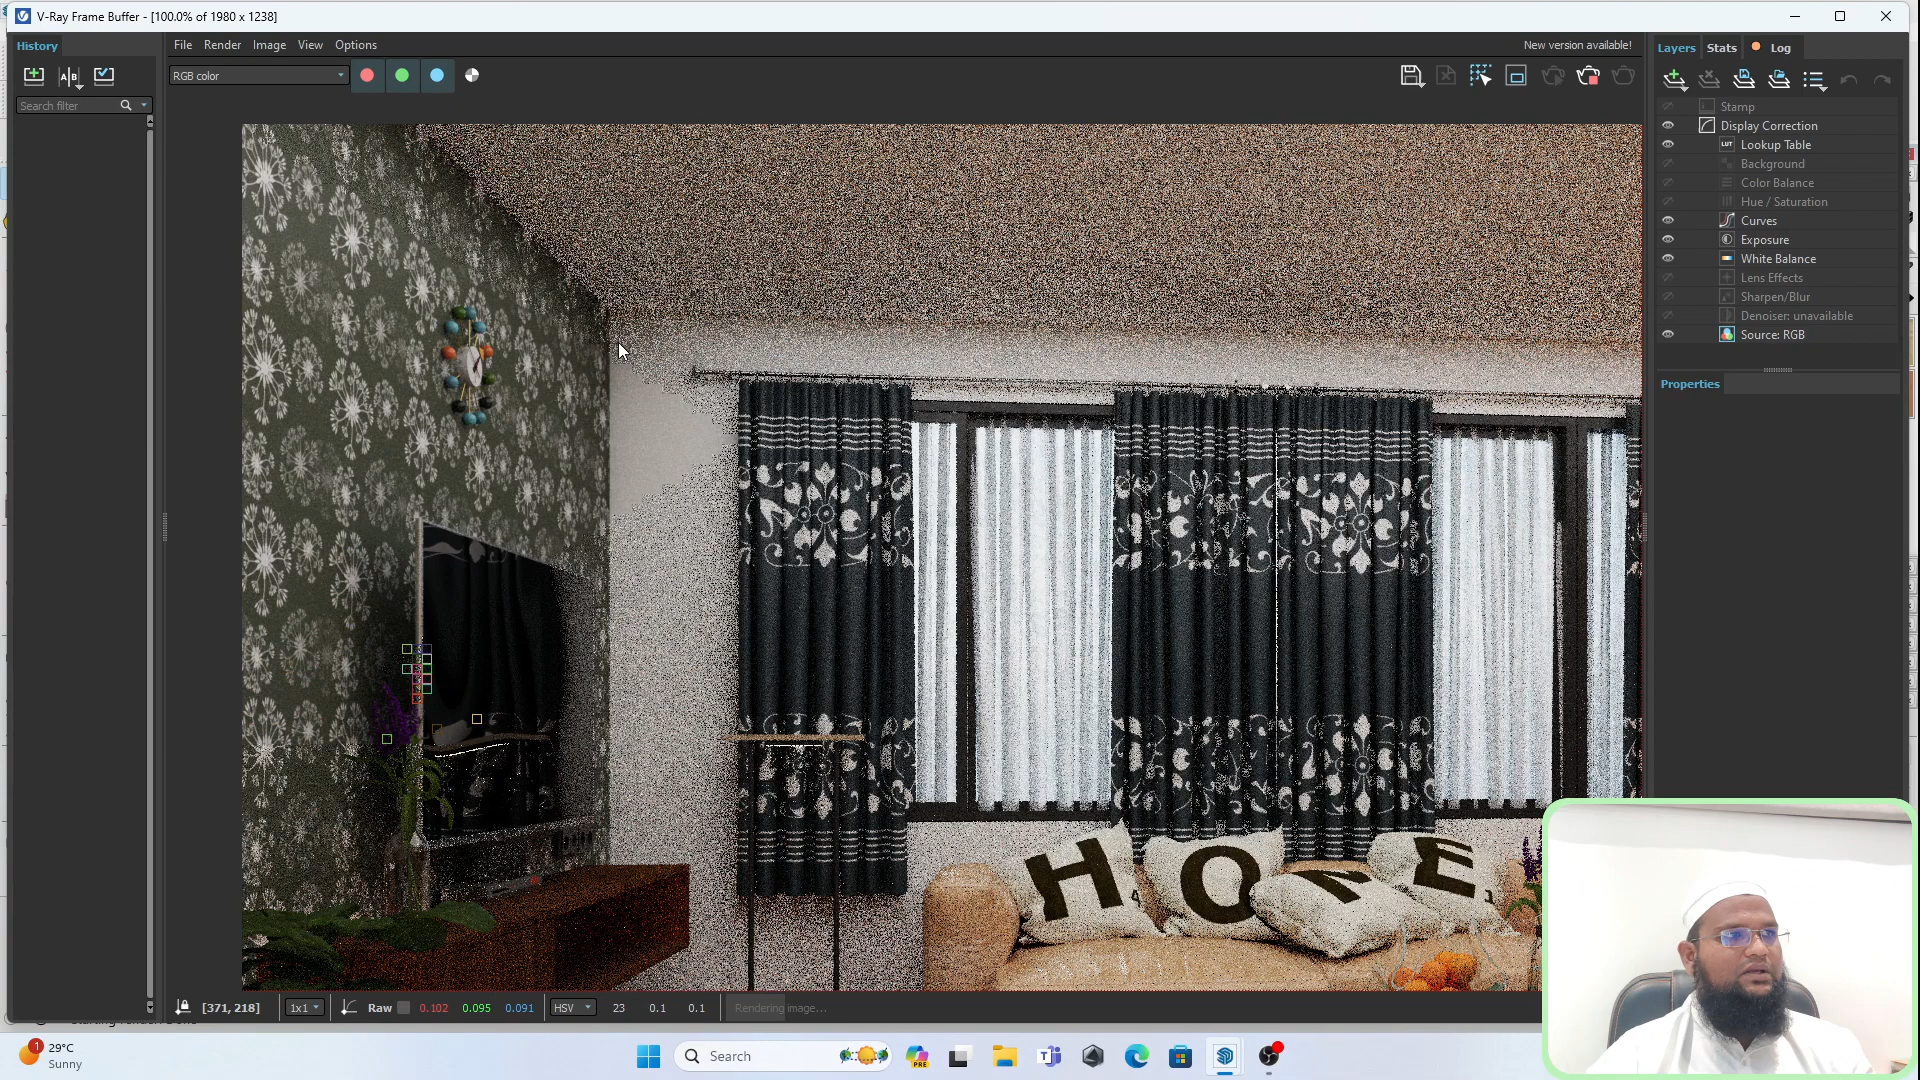 V-Ray Frame Buffer - [100.0% of 1980 x 1238]
History
File Render Image View Options
New version available!
Layers Stats Log
RGB color
Search filter
Stamp
Display Correction
LUT Lookup Table
Background
Color Balance
Hue / Saturation
Curves
Exposure
White Balance
Lens Effects
Sharpen/Blur
Denoiser: unavailable
Source: RGB
Properties
HOME
[371, 218] 1x1 Raw 0.102 0.095 0.091 HSV 23 0.1 0.1 Rendering image...
1 29°C
Sunny
Search
PRE